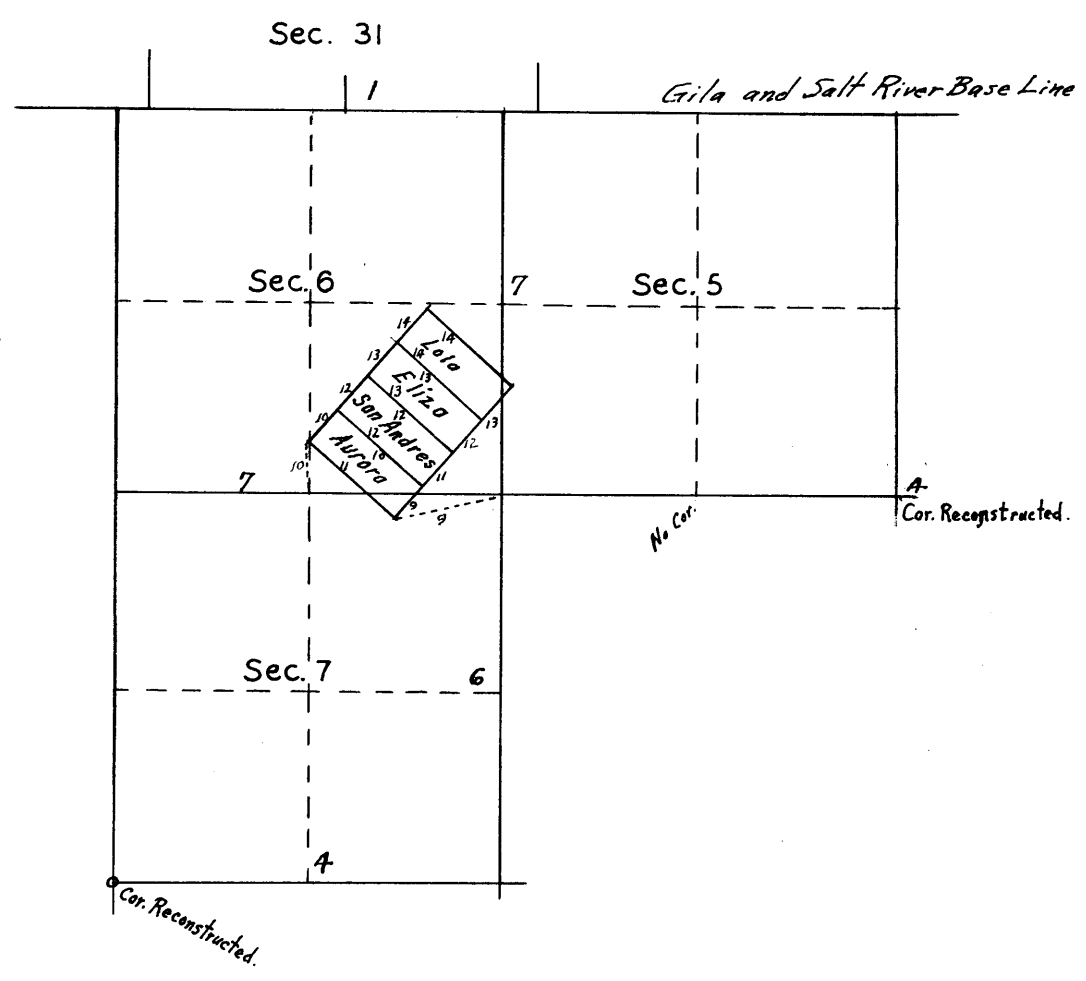 Sec. 31
1
Gila and Salt River Base Line
Sec. 6
7
Sec. 5
14
14
Lola
13
14
13
Eliza
12
13
12
San Andres
13
10
12
10
Aurora
12
10
11
11
7
9
9
4
Cor. Reconstructed.
No Cor.
Sec. 7
6
4
Cor. Reconstructed.